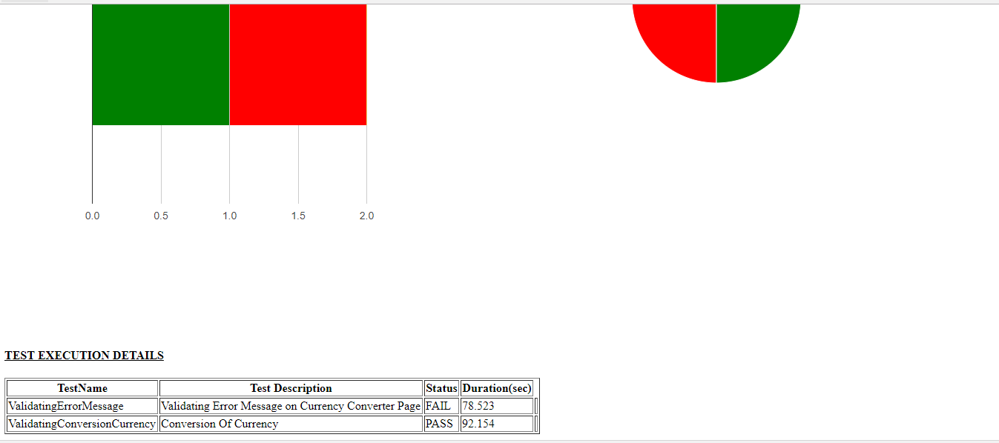 0.0 0.5 1.0 1.5 2.0
TEST EXECUTION DETAILS
TestName Test Description Status Duration(sec)
ValidatingErrorMessage Validating Error Message on Currency Converter Page FAIL 78.523
ValidatingConversionCurrency Conversion Of Currency PASS 92.154